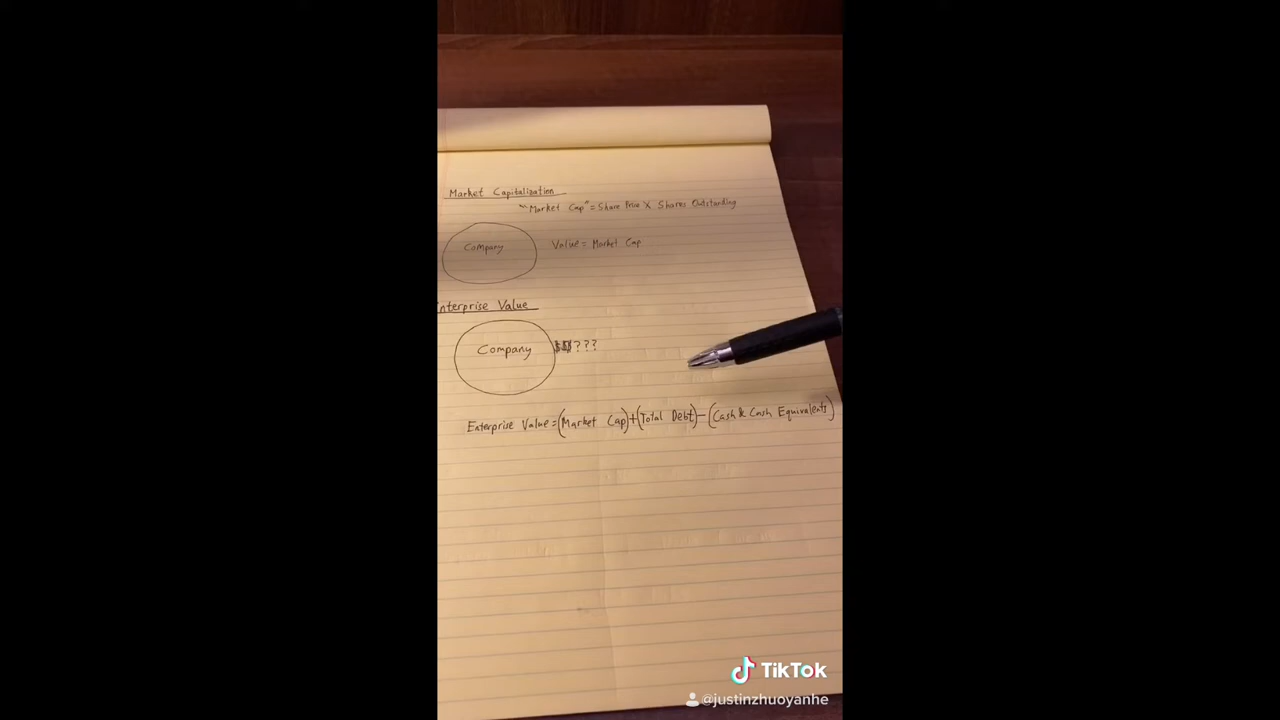 Market Capitalization
"Market Cap" = Share Price X Shares Outstanding
Company
Value = Market Cap
Enterprise Value
Company
???
Enterprise Value = (Market Cap) + (Total Debt) - (Cash & Cash Equivalents)
TikTok
@justinzhuoyanhe